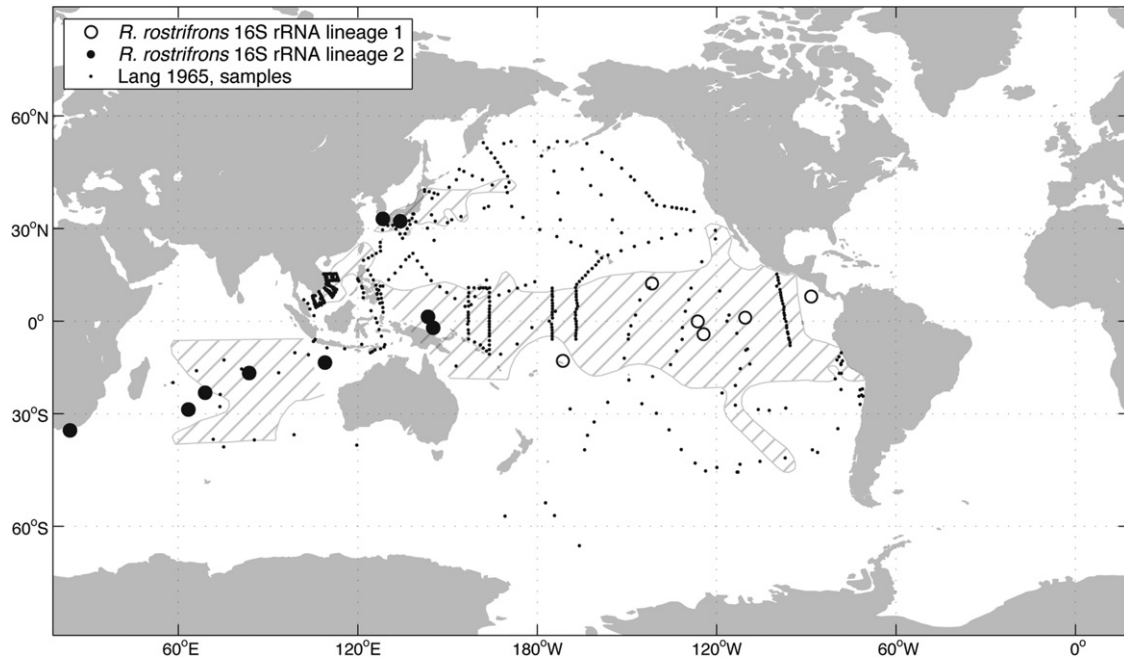 R. rostrifrons 16S rRNA lineage 1
R. rostrifrons 16S rRNA lineage 2
Lang 1965, samples
60°N
30°N
0°
30°S
60°S
60°E
120°E
180°W
120°W
60°W
0°